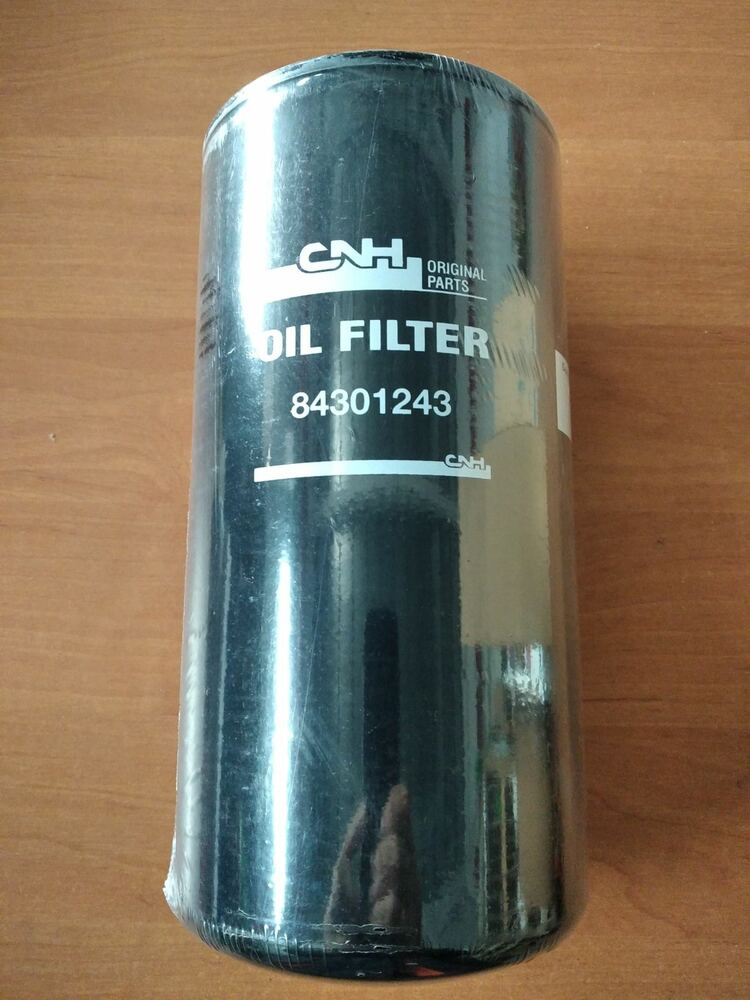 CNH
ORIGINAL
PARTS
OIL FILTER
84301243
CNH